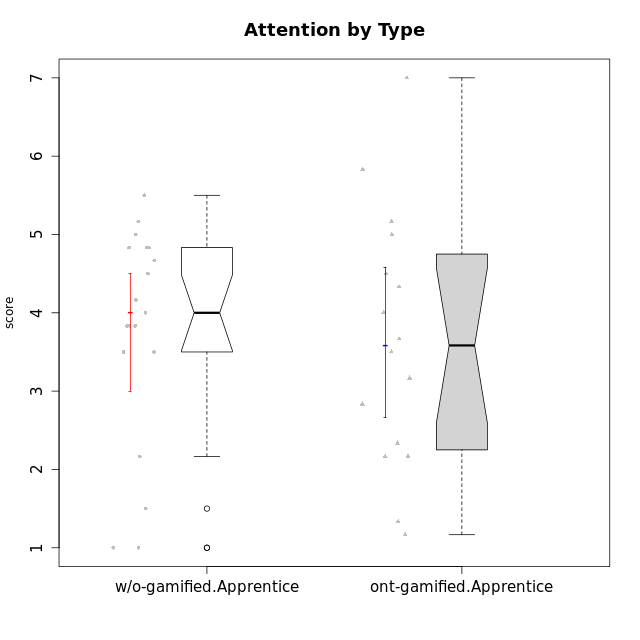 Attention by Type
score
7
6
5
4
3
2
1
w/o-gamified.Apprentice
ont-gamified.Apprentice